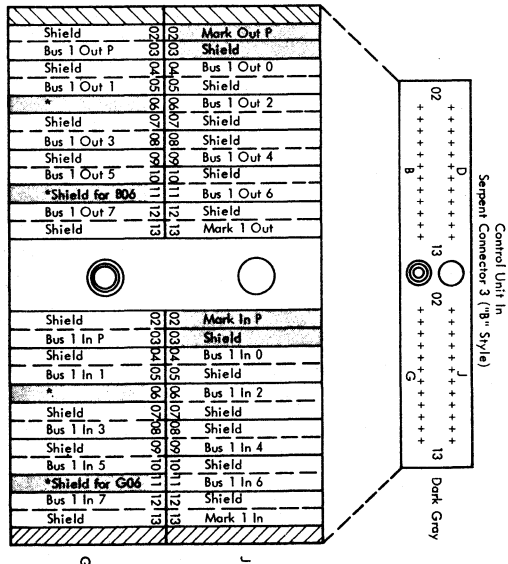 Shield 02 02 Mark Out P
Bus 1 Out P 03 03 Shield
Shield 04 04 Bus 1 Out 0
Bus 1 Out 1 05 05 Shield
* 06 06 Bus 1 Out 2
Shield 07 07 Shield
Bus 1 Out 3 08 08 Shield
Shield 09 09 Bus 1 Out 4
Bus 1 Out 5 10 10 Shield
*Shield for B06 11 11 Bus 1 Out 6
Bus 1 Out 7 12 12 Shield
Shield 13 13 Mark 1 Out
Shield 02 02 Mark In P
Bus 1 In P 03 03 Shield
Shield 04 04 Bus 1 In 0
Bus 1 In 1 05 05 Shield
* 06 06 Bus 1 In 2
Shield 07 07 Shield
Bus 1 In 3 08 08 Shield
Shield 09 09 Bus 1 In 4
Bus 1 In 5 10 10 Shield
*Shield for G06 11 11 Bus 1 In 6
Bus 1 In 7 12 12 Shield
Shield 13 13 Mark 1 In
G J
02
B D
13
02
G J
13
Control Unit In
Serpent Connector 3 ("B" Style)
Dark Gray